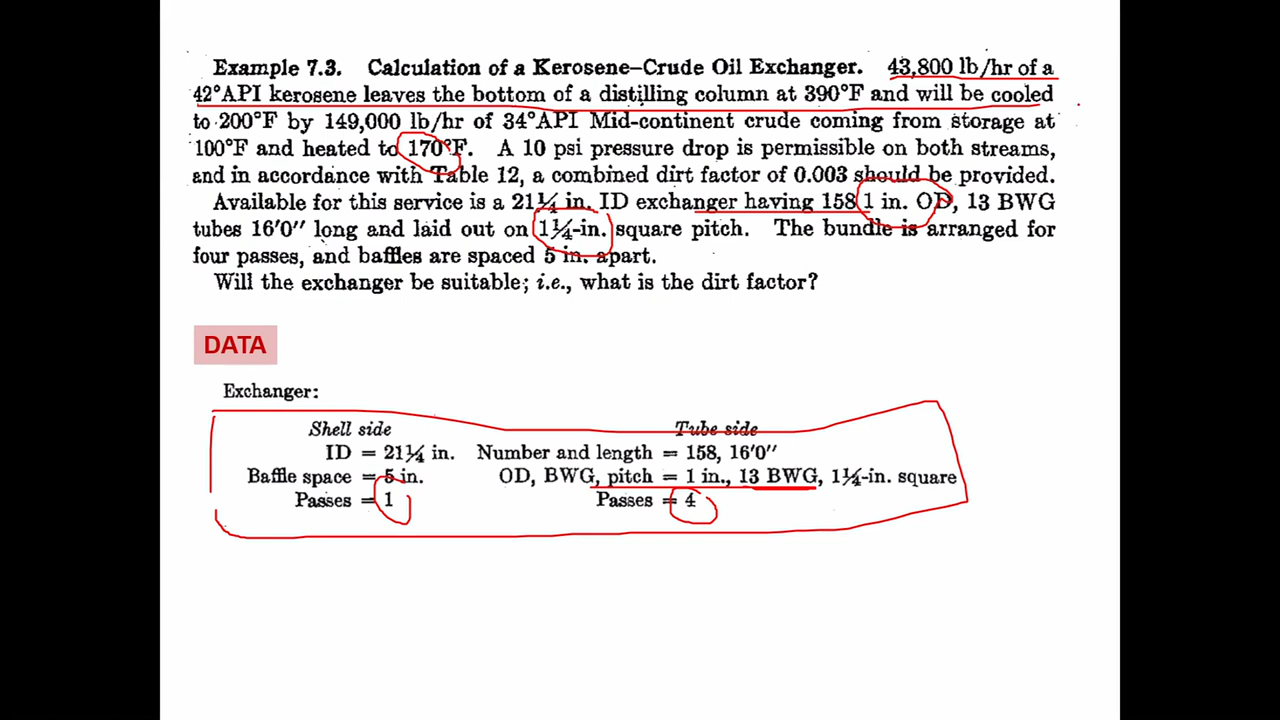 Example 7.3. Calculation of a Kerosene–Crude Oil Exchanger. 43,800 lb/hr of a
42°API kerosene leaves the bottom of a distilling column at 390°F and will be cooled
to 200°F by 149,000 lb/hr of 34°API Mid-continent crude coming from storage at
100°F and heated to 170°F. A 10 psi pressure drop is permissible on both streams,
and in accordance with Table 12, a combined dirt factor of 0.003 should be provided.
Available for this service is a 21¼ in. ID exchanger having 158 1 in. OD, 13 BWG
tubes 16'0" long and laid out on 1¼-in. square pitch. The bundle is arranged for
four passes, and baffles are spaced 5 in. apart.
Will the exchanger be suitable; i.e., what is the dirt factor?
DATA
Exchanger:
Shell side Tube side
ID = 21¼ in. Number and length = 158, 16'0"
Baffle space = 5 in. OD, BWG, pitch = 1 in., 13 BWG, 1¼-in. square
Passes = 1 Passes = 4